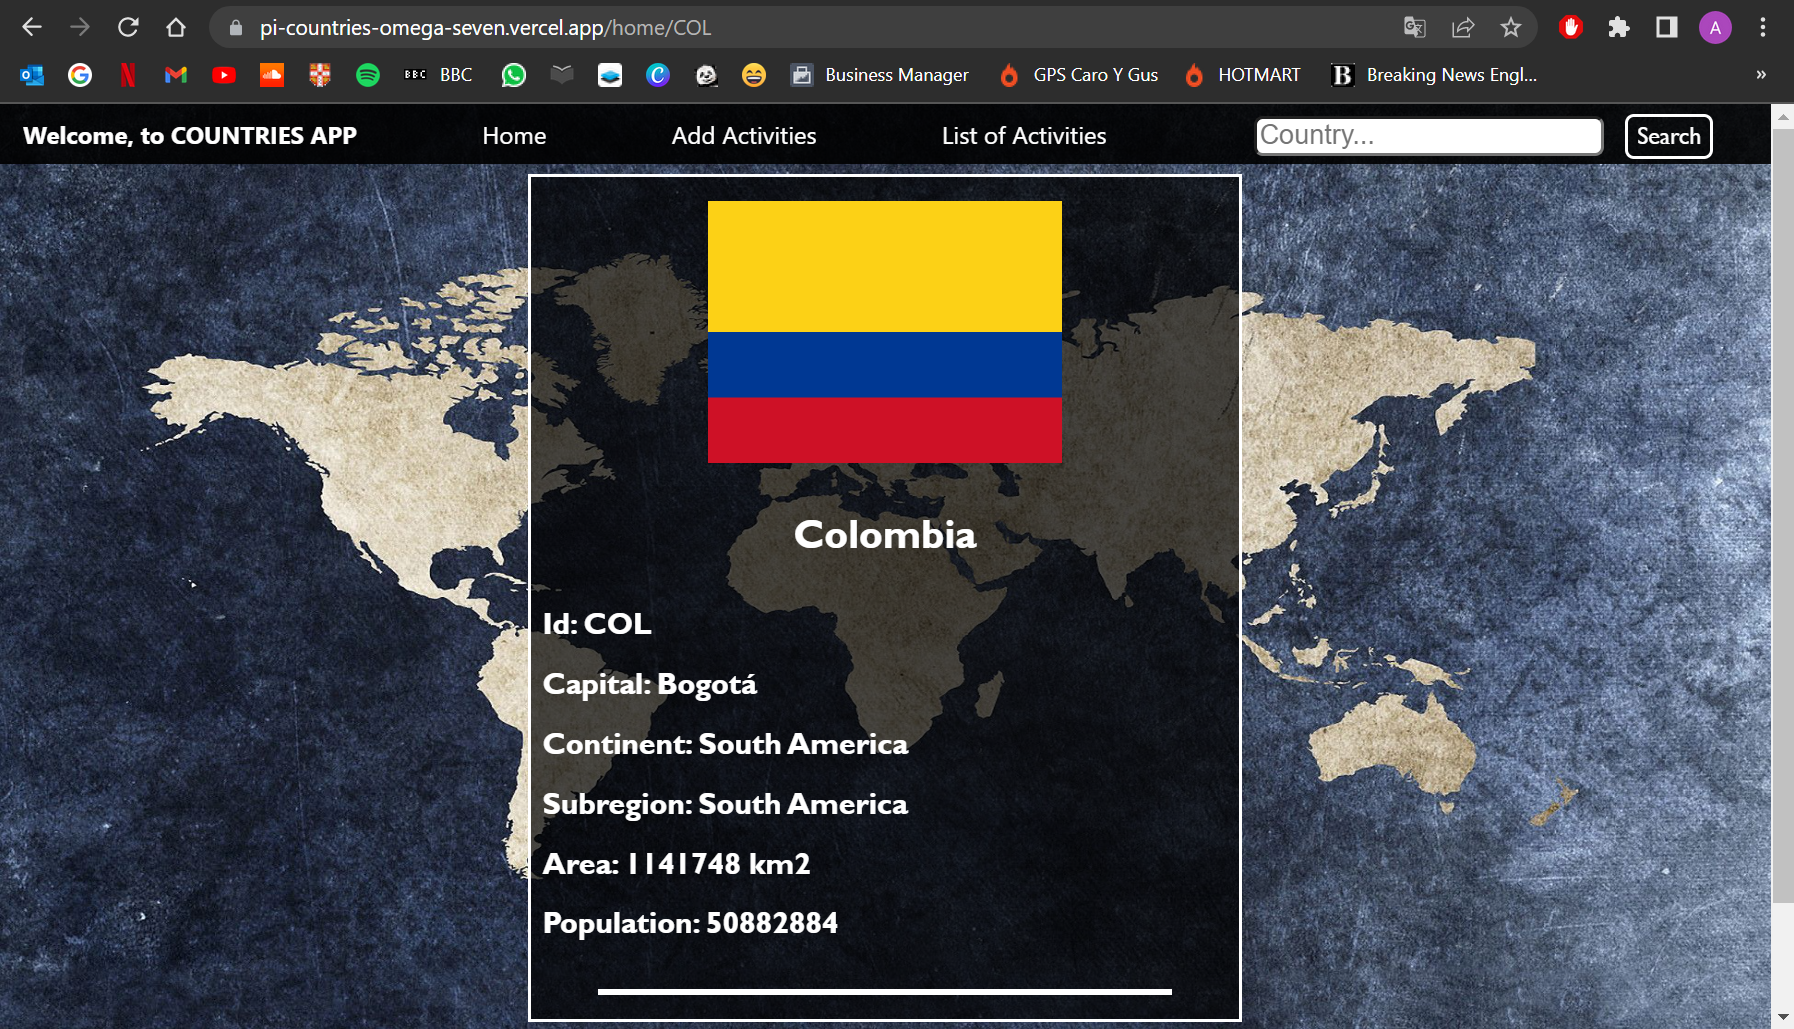 pi-countries-omega-seven.vercel.app/home/COL
A
BBC BBC Business Manager GPS Caro Y Gus HOTMART B Breaking News Engl... »
Welcome, to COUNTRIES APP Home Add Activities List of Activities Country... Search
Colombia
Id: COL
Capital: Bogotá
Continent: South America
Subregion: South America
Area: 1141748 km2
Population: 50882884